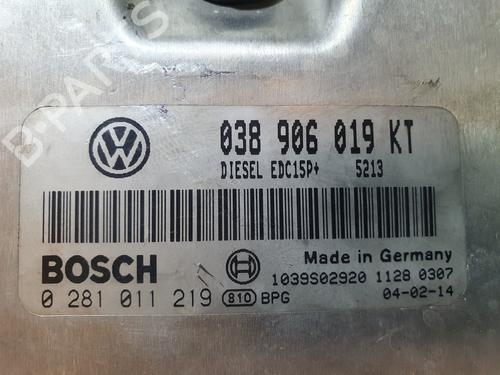 038 906 019 KT
DIESEL EDC15P+ 5213
Made in Germany
BOSCH
1039S02920 1128 0307
0 281 011 219 810 BPG 04-02-14